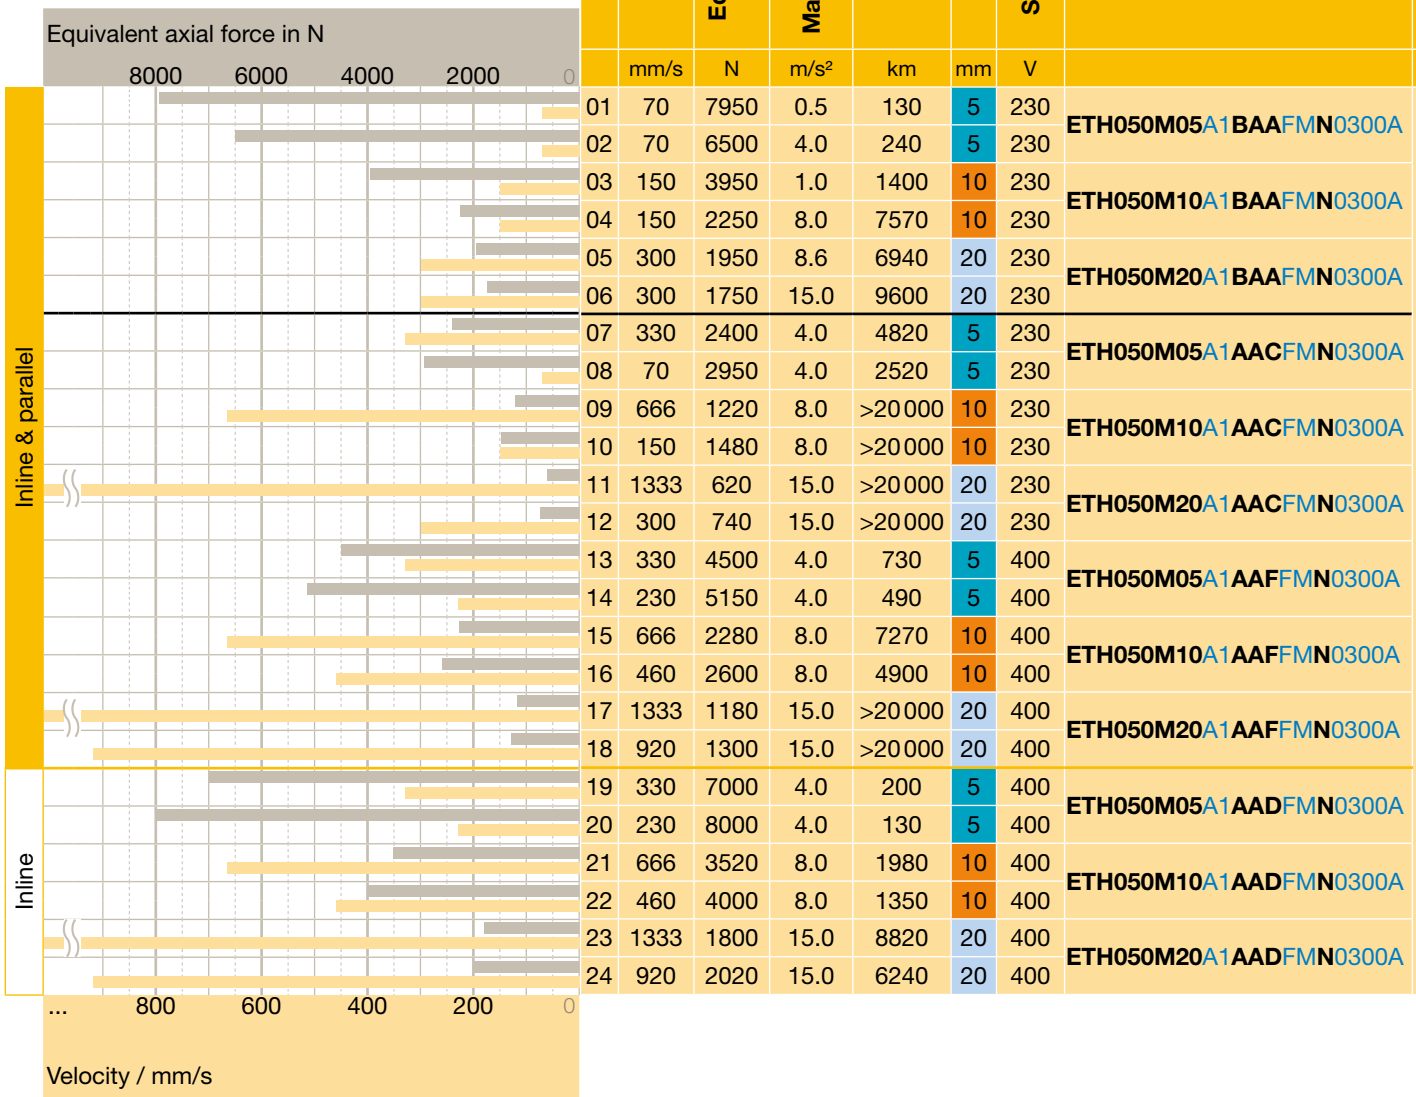 Equivalent axial force in N
8000 6000 4000 2000 0
Ma
S
mm/s N m/s² km mm V
Inline & parallel
01 70 7950 0.5 130 5 230
ETH050M05A1BAAFMN0300A
02 70 6500 4.0 240 5 230
03 150 3950 1.0 1400 10 230
ETH050M10A1BAAFMN0300A
04 150 2250 8.0 7570 10 230
05 300 1950 8.6 6940 20 230
ETH050M20A1BAAFMN0300A
06 300 1750 15.0 9600 20 230
07 330 2400 4.0 4820 5 230
ETH050M05A1AACFMN0300A
08 70 2950 4.0 2520 5 230
09 666 1220 8.0 >20 000 10 230
ETH050M10A1AACFMN0300A
10 150 1480 8.0 >20 000 10 230
11 1333 620 15.0 >20 000 20 230
ETH050M20A1AACFMN0300A
12 300 740 15.0 >20 000 20 230
13 330 4500 4.0 730 5 400
ETH050M05A1AAFFMN0300A
14 230 5150 4.0 490 5 400
15 666 2280 8.0 7270 10 400
ETH050M10A1AAFFMN0300A
16 460 2600 8.0 4900 10 400
17 1333 1180 15.0 >20 000 20 400
ETH050M20A1AAFFMN0300A
18 920 1300 15.0 >20 000 20 400
Inline
19 330 7000 4.0 200 5 400
ETH050M05A1AADFMN0300A
20 230 8000 4.0 130 5 400
21 666 3520 8.0 1980 10 400
ETH050M10A1AADFMN0300A
22 460 4000 8.0 1350 10 400
23 1333 1800 15.0 8820 20 400
ETH050M20A1AADFMN0300A
24 920 2020 15.0 6240 20 400
... 800 600 400 200 0
Velocity / mm/s